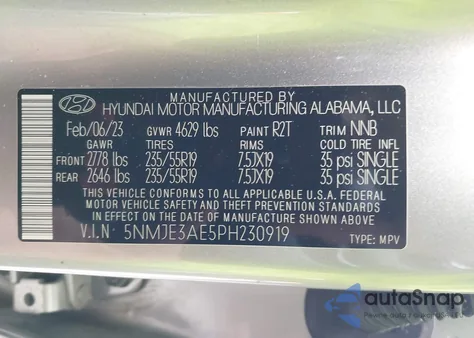 MANUFACTURED BY
HYUNDAI MOTOR MANUFACTURING ALABAMA, LLC
Feb/06/23 GVWR 4629 lbs PAINT R2T TRIM NNB
GAWR TIRES RIMS COLD TIRE INFL
FRONT 2778 lbs 235/55R19 7.5JX19 35 psi SINGLE
REAR 2646 lbs 235/55R19 7.5JX19 35 psi SINGLE
THIS VEHICLE CONFORMS TO ALL APPLICABLE U.S.A. FEDERAL
MOTOR VEHICLE SAFETY AND THEFT PREVENTION STANDARDS
IN EFFECT ON THE DATE OF MANUFACTURE SHOWN ABOVE.
V.I.N 5NMJE3AE5PH230919 TYPE: MPV
autoSnap